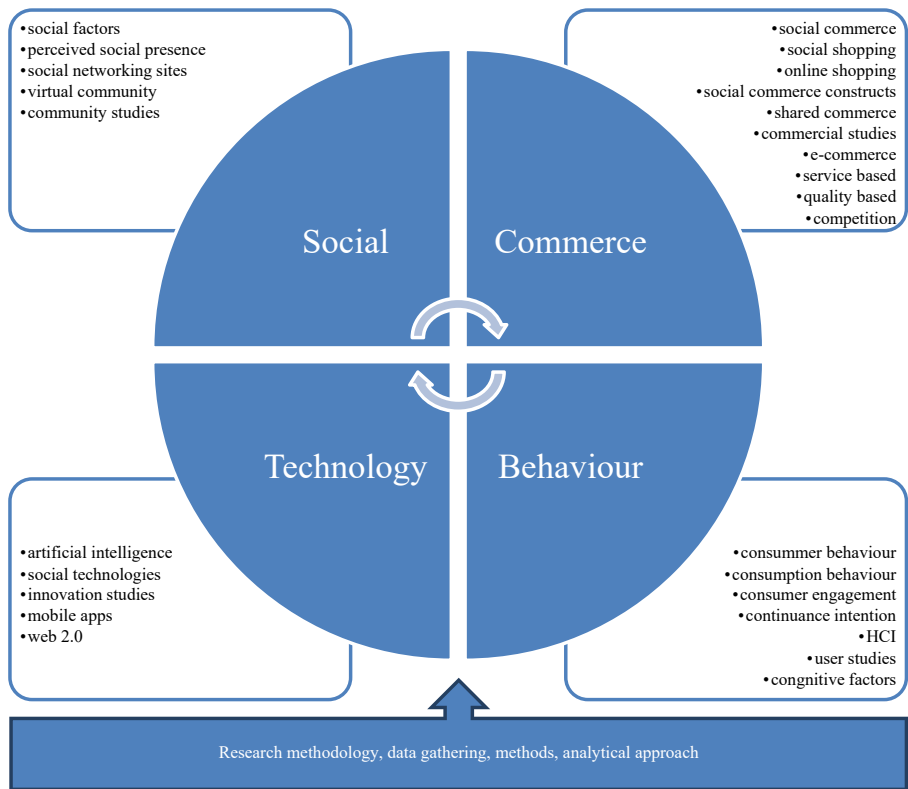 •social factors
•perceived social presence
•social networking sites
•virtual community
•community studies
•social commerce
•social shopping
•online shopping
•social commerce constructs
•shared commerce
•commercial studies
•e-commerce
•service based
•quality based
•competition
Social
Commerce
Technology
Behaviour
•artificial intelligence
•social technologies
•innovation studies
•mobile apps
•web 2.0
•consummer behaviour
•consumption behaviour
•consumer engagement
•continuance intention
•HCI
•user studies
•congnitive factors
Research methodology, data gathering, methods, analytical approach